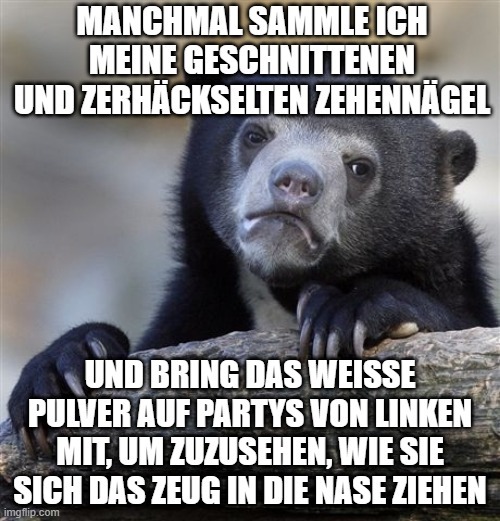 MANCHMAL SAMMLE ICH
MEINE GESCHNITTENEN
UND ZERHÄCKSELTEN ZEHENNÄGEL
UND BRING DAS WEISSE
PULVER AUF PARTYS VON LINKEN
MIT, UM ZUZUSEHEN, WIE SIE
SICH DAS ZEUG IN DIE NASE ZIEHEN
imgflip.com